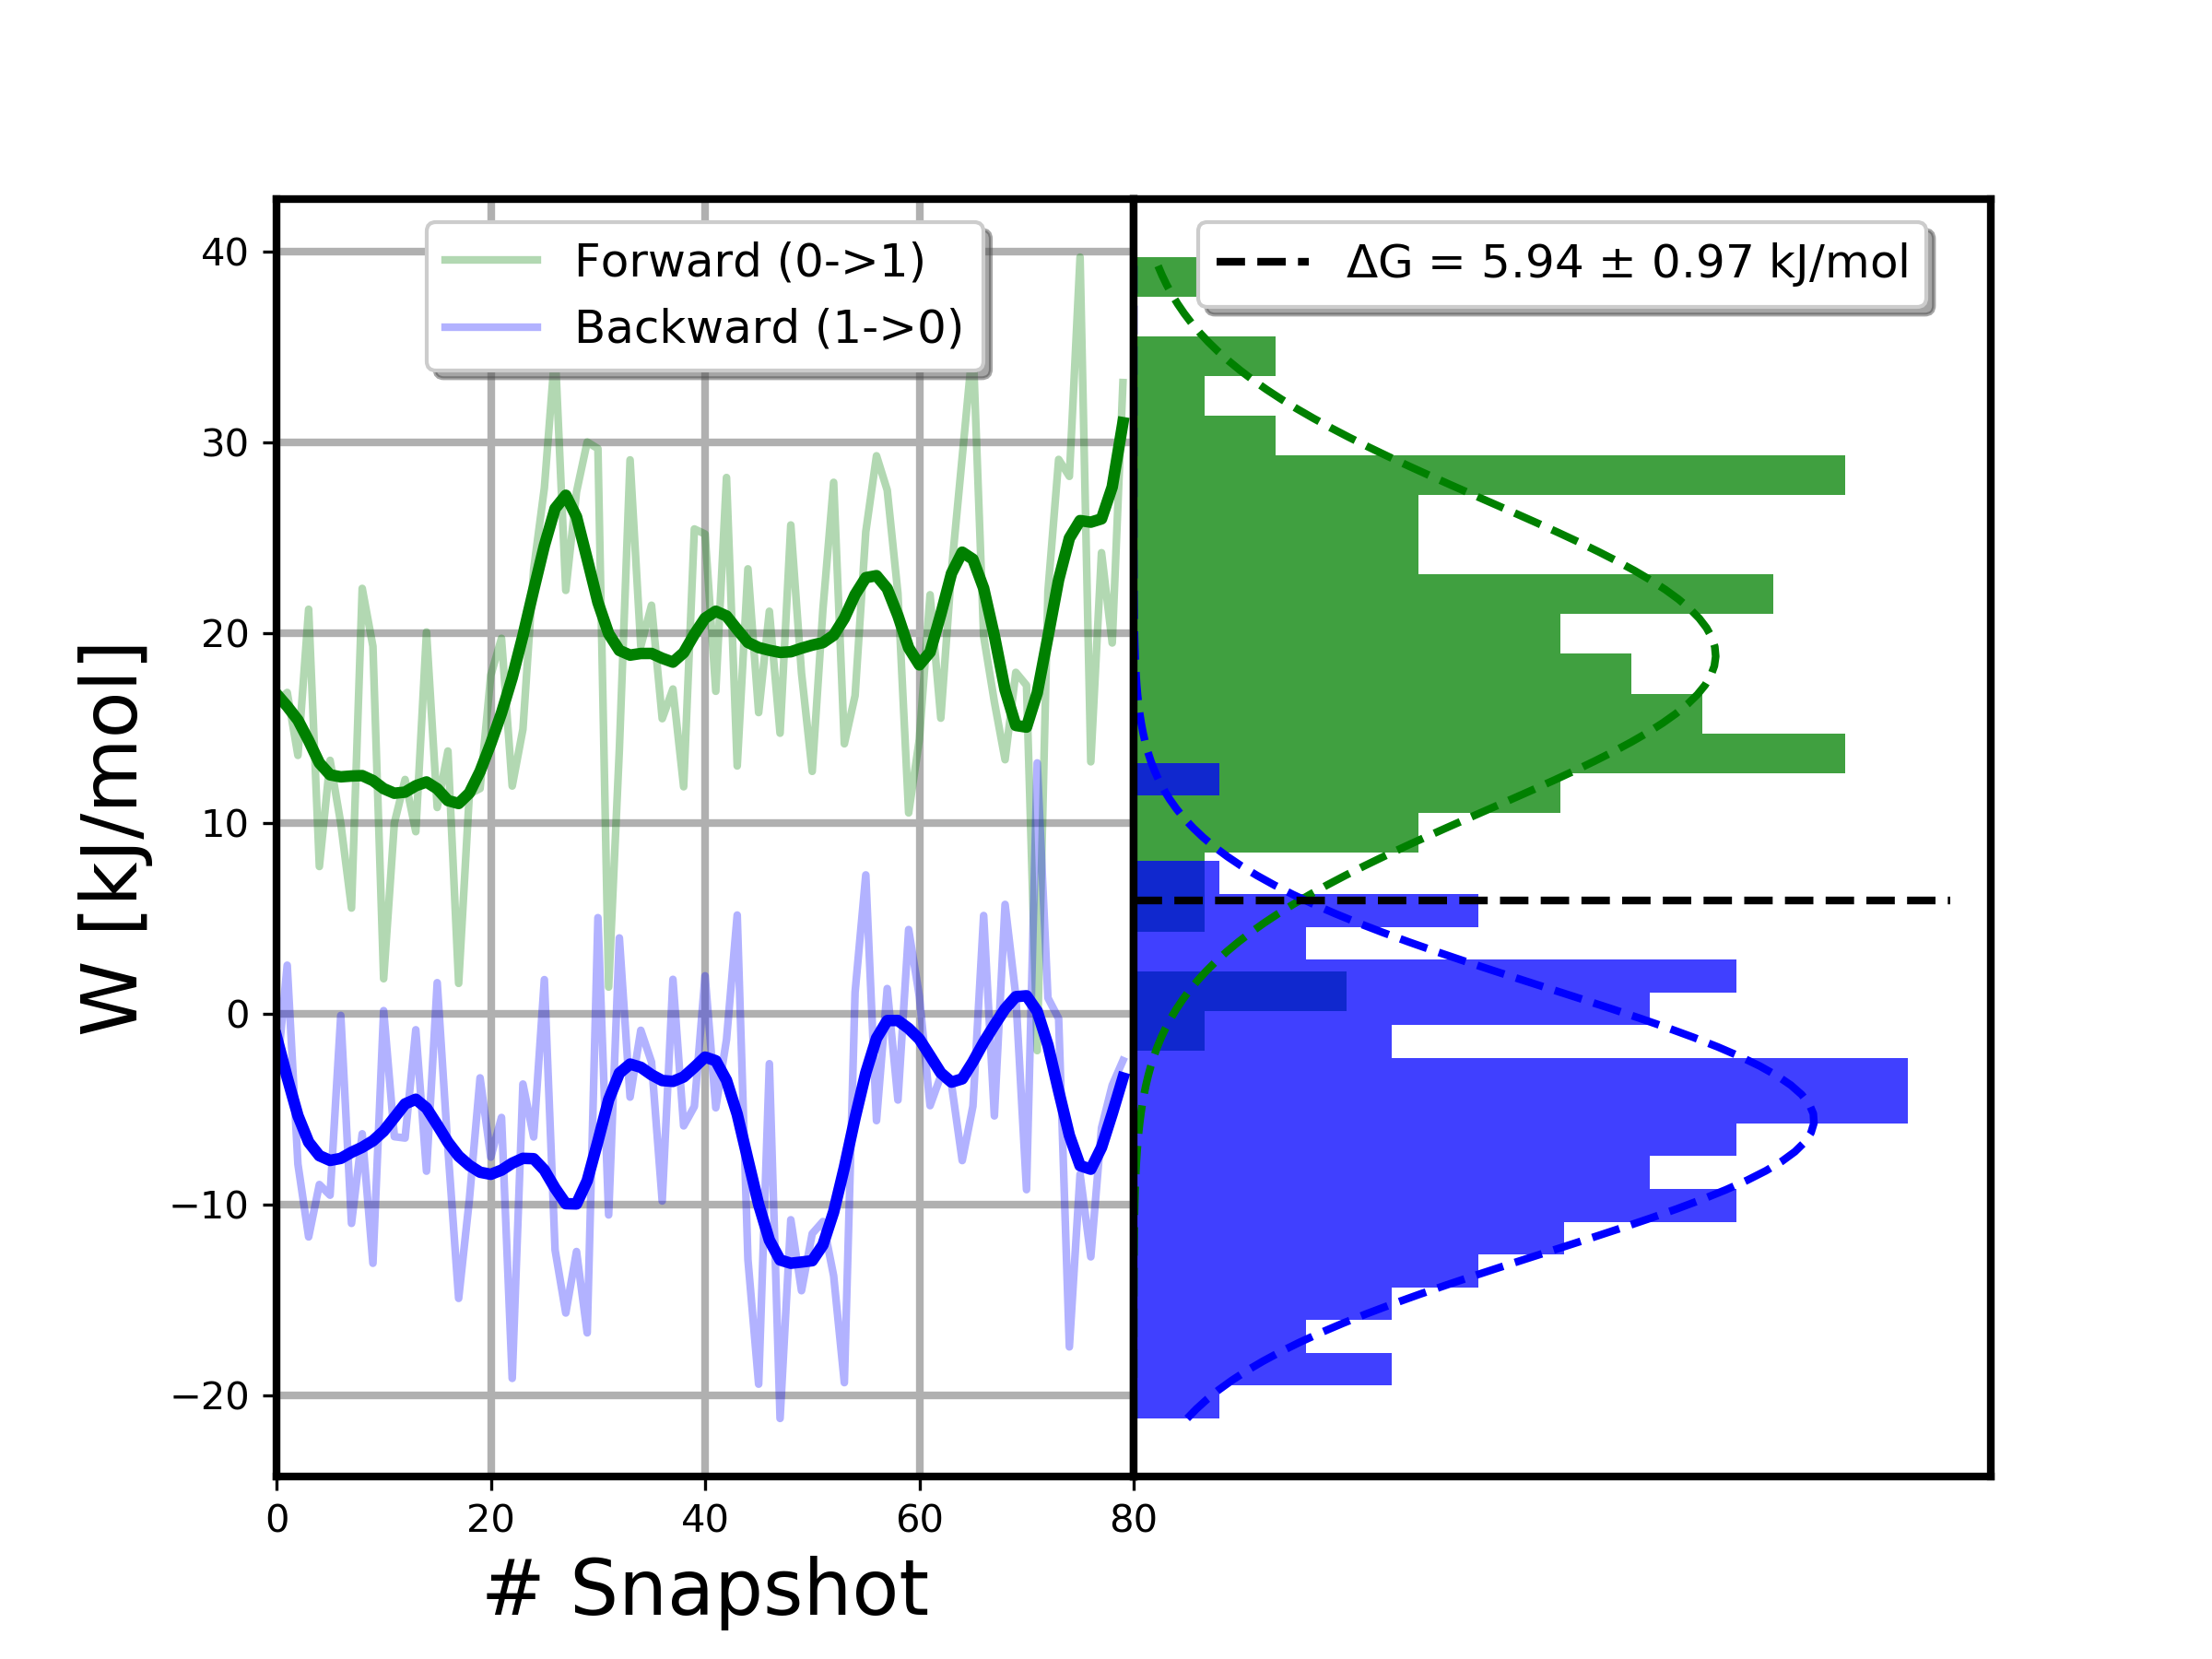 Forward (0->1)
Backward (1->0)
ΔG = 5.94 ± 0.97 kJ/mol
W [kJ/mol]
40
30
20
10
0
−10
−20
0 20 40 60 80
# Snapshot